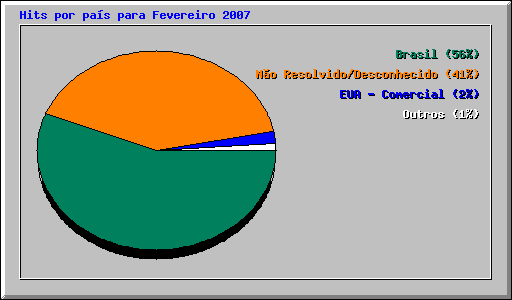 Hits por país para Fevereiro 2007
Brasil (56%)
Não Resolvido/Desconhecido (41%)
EUA - Comercial (2%)
Outros (1%)